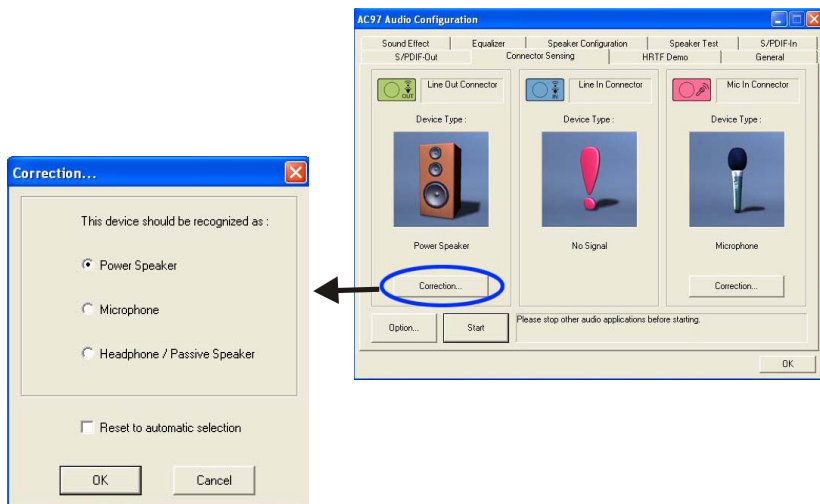 AC97 Audio Configuration
Sound Effect Equalizer Speaker Configuration Speaker Test S/PDIF-In
S/PDIF-Out Connector Sensing HRTF Demo General
OUT Line Out Connector
IN Line In Connector
Mic In Connector
Device Type :
Device Type :
Device Type :
Power Speaker
No Signal
Microphone
Correction...
Correction...
Option... Start Please stop other audio applications before starting.
OK
Correction...
This device should be recognized as :
Power Speaker
Microphone
Headphone / Passive Speaker
Reset to automatic selection
OK Cancel